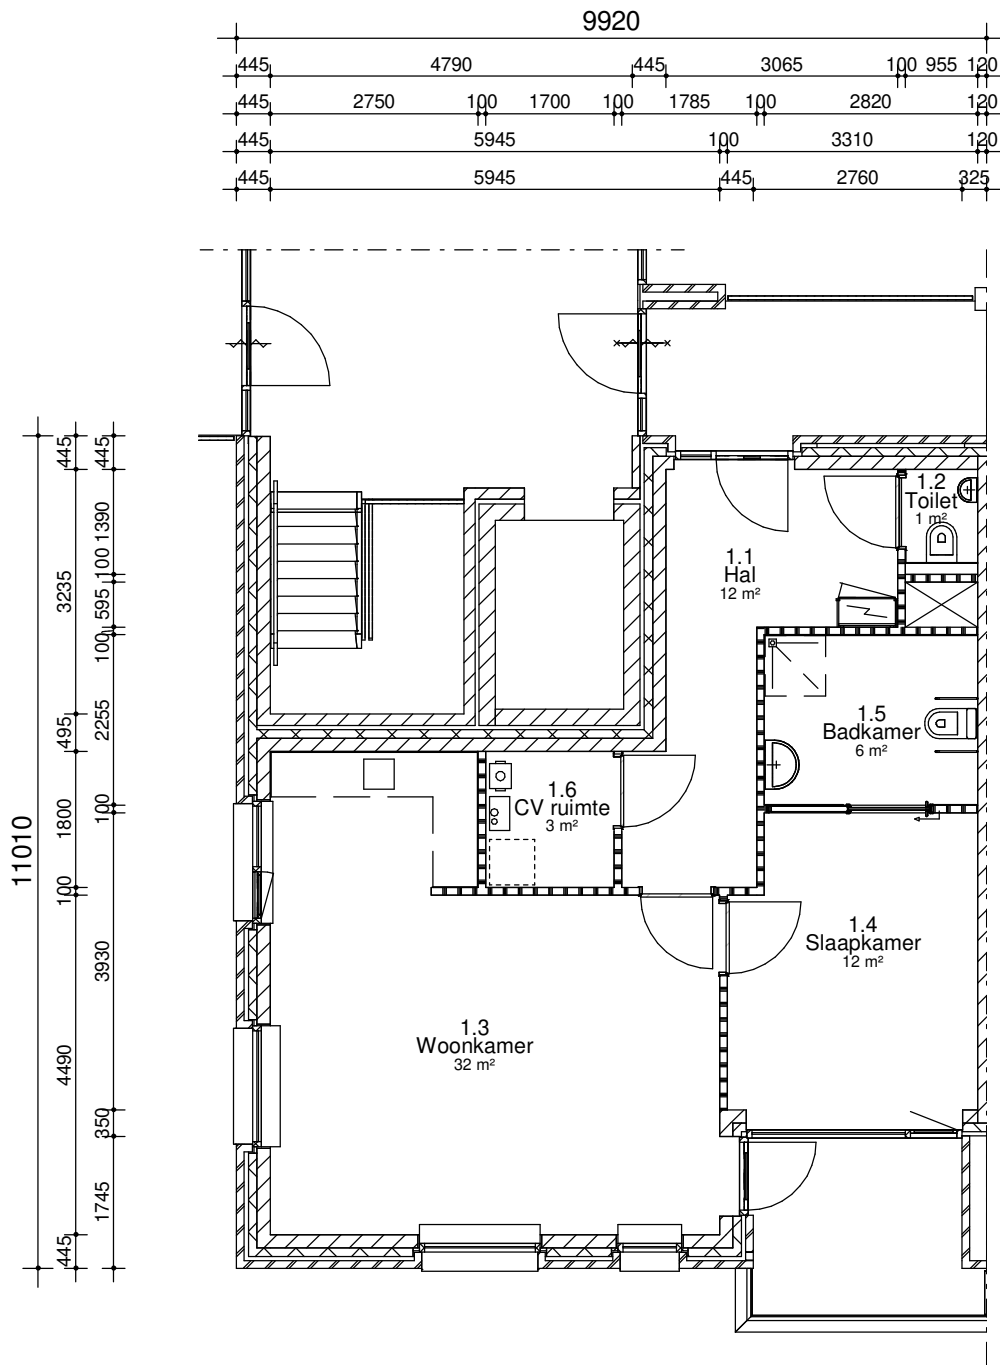 9920
445 4790 445 3065 100 955 120
445 2750 100 1700 100 1785 100 2820 120
445 5945 100 3310 120
445 5945 445 2760 325
11010
445 3235 495 1800 100 4490 445
445 1390 100 595 100 2255 100 3930 350 1745
1.2
Toilet
1 m²
1.1
Hal
12 m²
1.5
Badkamer
6 m²
1.6
CV ruimte
3 m²
1.4
Slaapkamer
12 m²
1.3
Woonkamer
32 m²